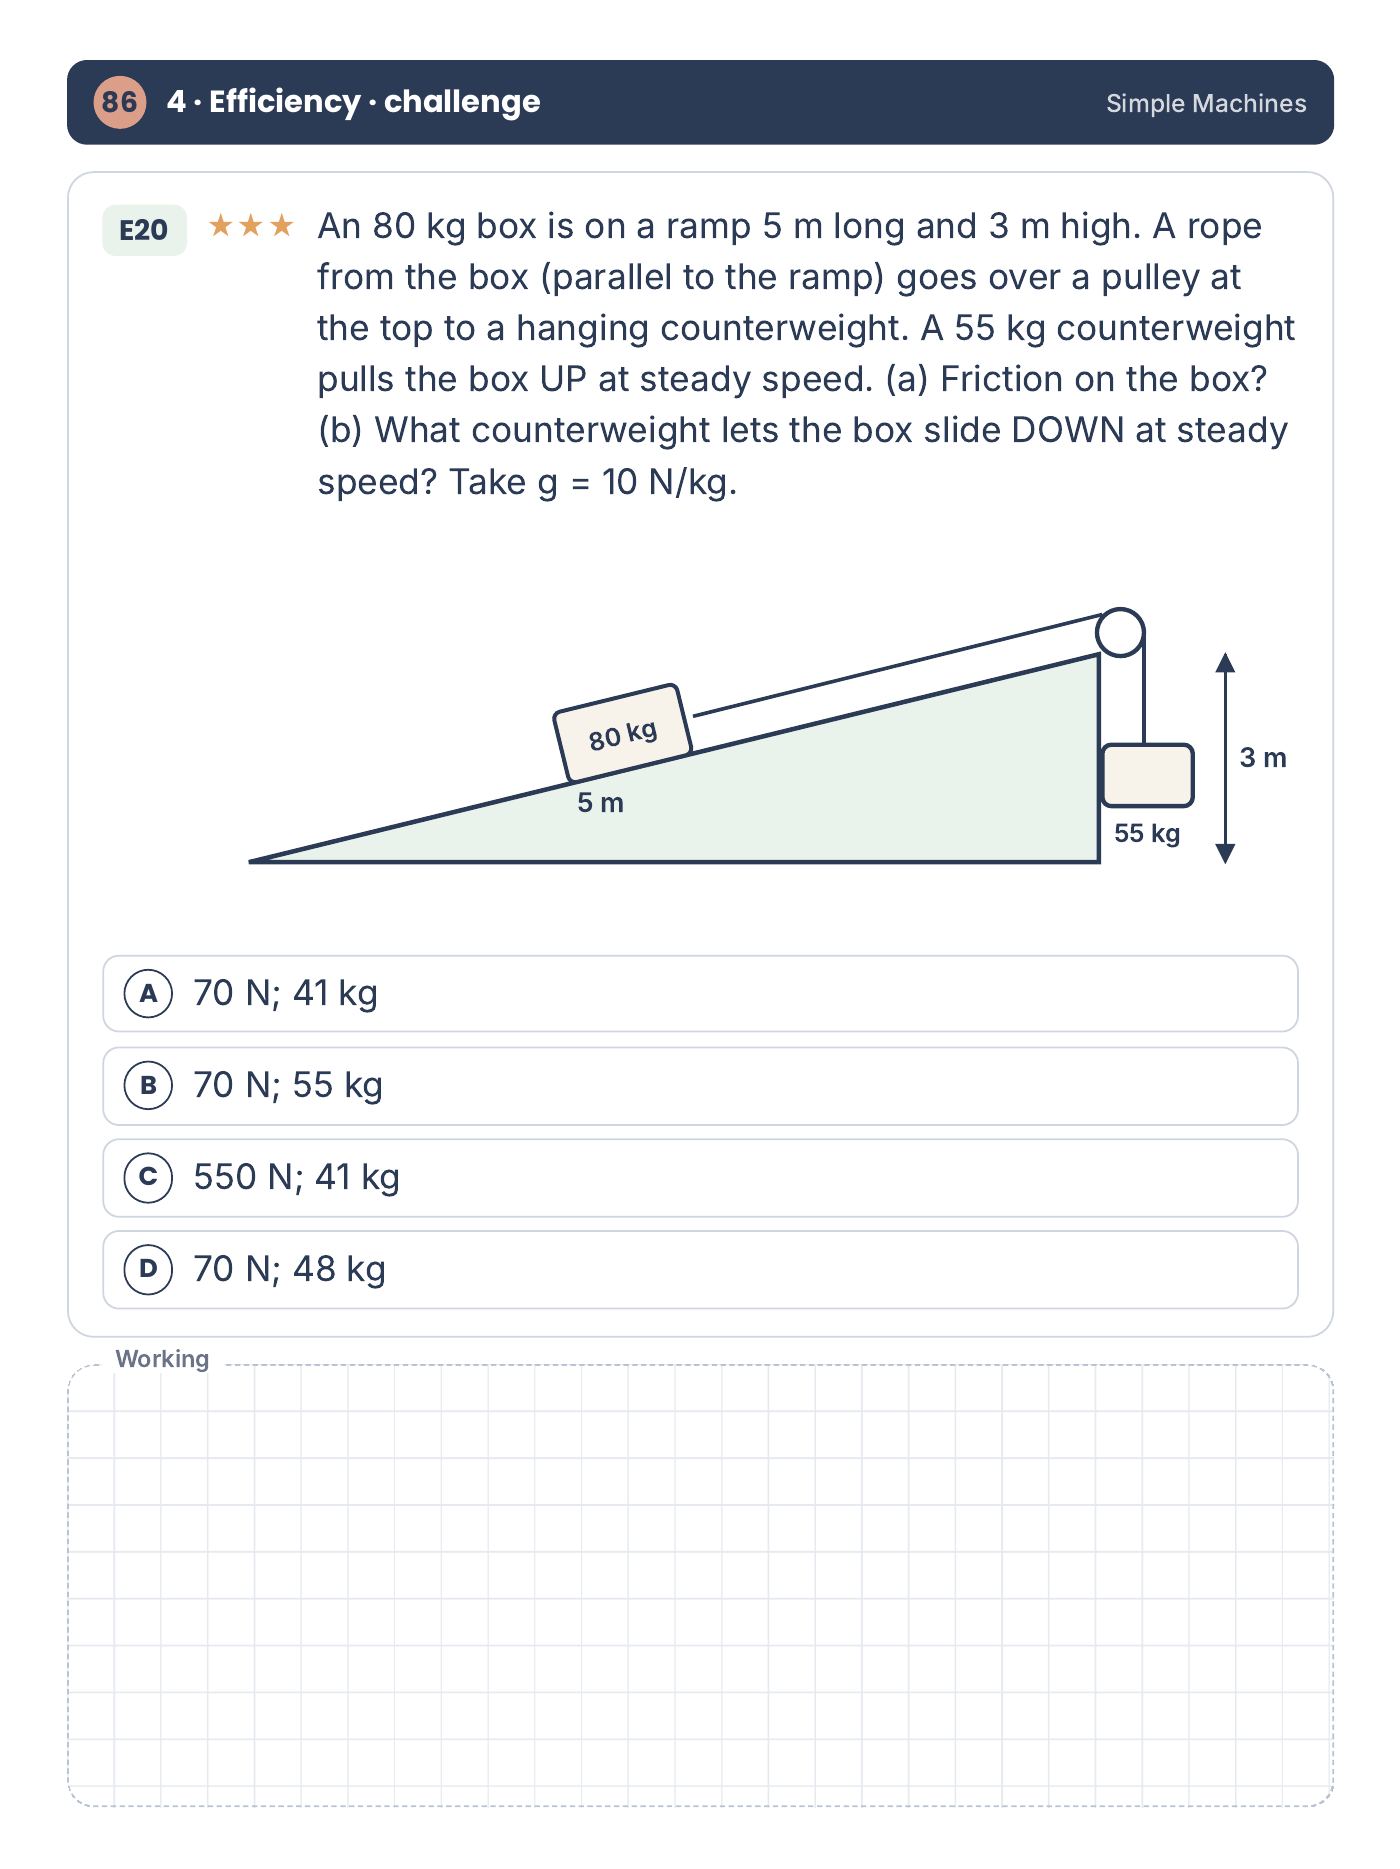 86 4 · Efficiency · challenge Simple Machines
E20 ★★★ An 80 kg box is on a ramp 5 m long and 3 m high. A rope
from the box (parallel to the ramp) goes over a pulley at
the top to a hanging counterweight. A 55 kg counterweight
pulls the box UP at steady speed. (a) Friction on the box?
(b) What counterweight lets the box slide DOWN at steady
speed? Take g = 10 N/kg.
80 kg
5 m
3 m
55 kg
A 70 N; 41 kg
B 70 N; 55 kg
C 550 N; 41 kg
D 70 N; 48 kg
Working